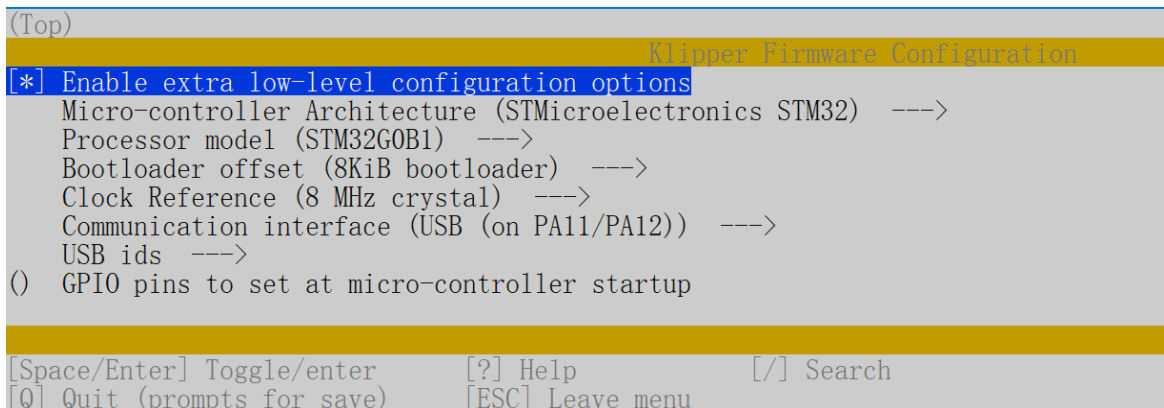 (Top)
Klipper Firmware Configuration
[*] Enable extra low-level configuration options
Micro-controller Architecture (STMicroelectronics STM32) --->
Processor model (STM32G0B1) --->
Bootloader offset (8KiB bootloader) --->
Clock Reference (8 MHz crystal) --->
Communication interface (USB (on PA11/PA12)) --->
USB ids --->
() GPIO pins to set at micro-controller startup
[Space/Enter] Toggle/enter [?] Help [/] Search
[Q] Quit (prompts for save) [ESC] Leave menu